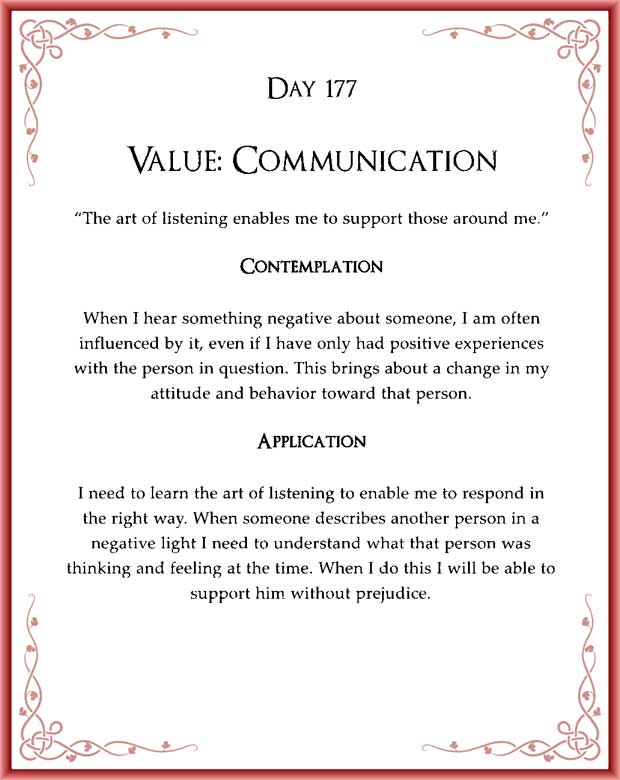 Day 177
Value: Communication
“The art of listening enables me to support those around me.”
Contemplation
When I hear something negative about someone, I am often
influenced by it, even if I have only had positive experiences
with the person in question. This brings about a change in my
attitude and behavior toward that person.
Application
I need to learn the art of listening to enable me to respond in
the right way. When someone describes another person in a
negative light I need to understand what that person was
thinking and feeling at the time. When I do this I will be able to
support him without prejudice.